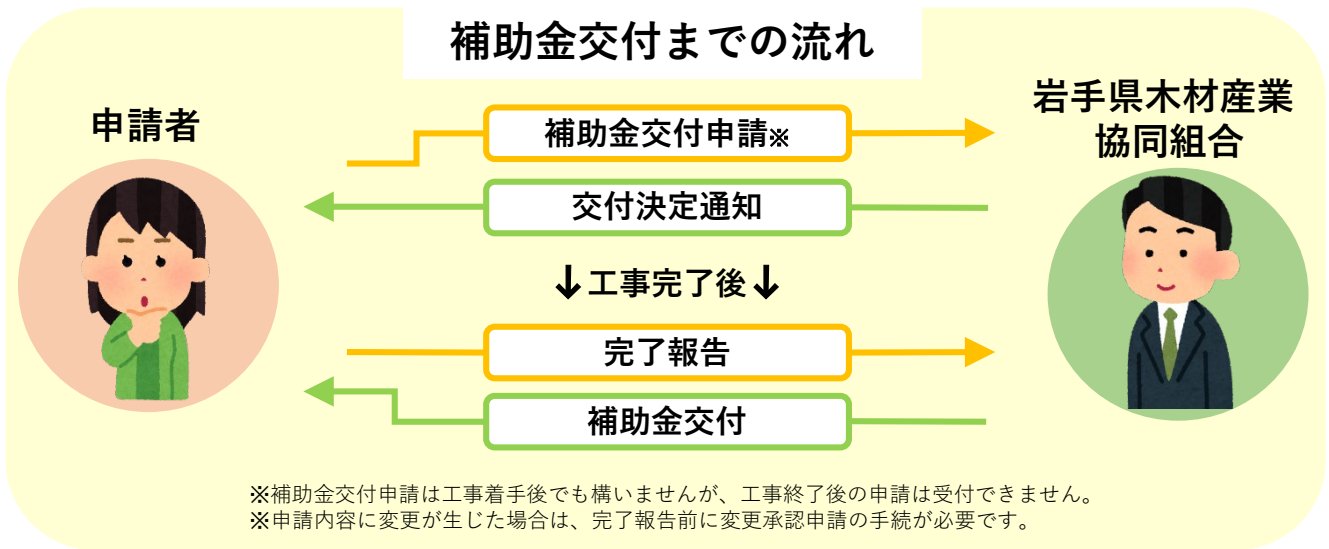 補助金交付までの流れ
申請者
岩手県木材産業
協同組合
補助金交付申請※
交付決定通知
↓工事完了後↓
完了報告
補助金交付
※補助金交付申請は工事着手後でも構いませんが、工事終了後の申請は受付できません。
※申請内容に変更が生じた場合は、完了報告前に変更承認申請の手続が必要です。